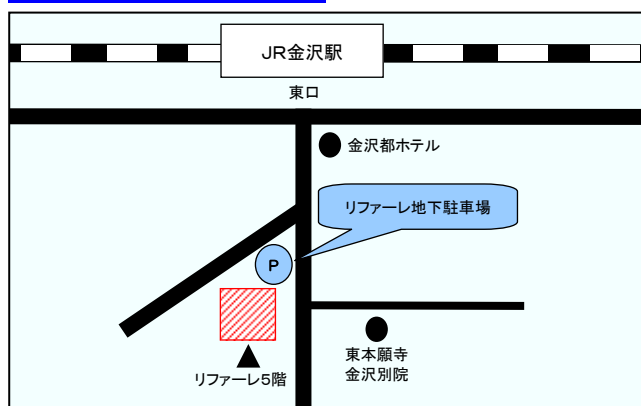 JR金沢駅
東口
金沢都ホテル
リファーレ地下駐車場
P
東本願寺
金沢別院
リファーレ5階